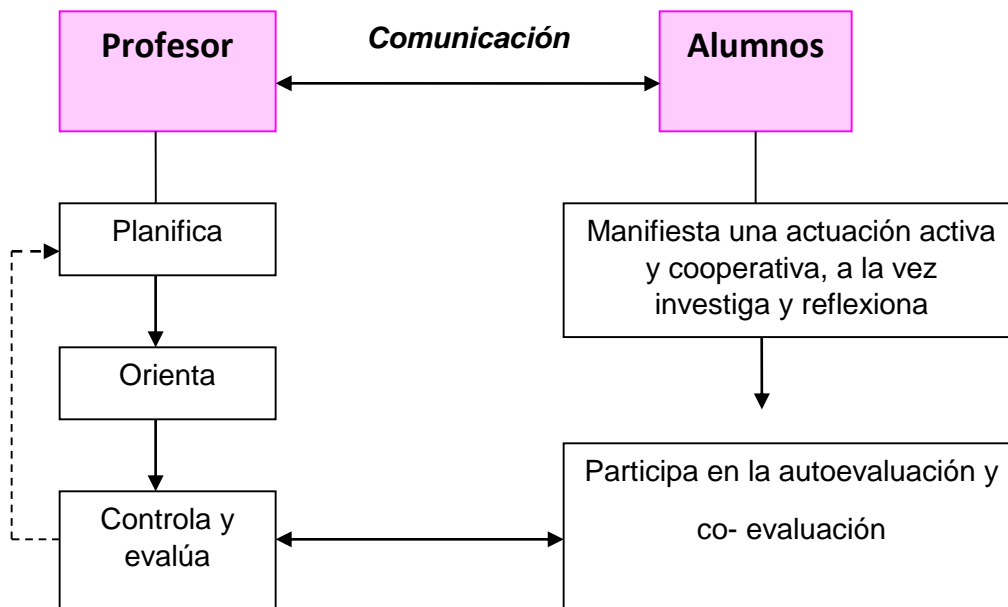 Profesor
Comunicación
Alumnos
Planifica
Manifiesta una actuación activa
y cooperativa, a la vez
investiga y reflexiona
Orienta
Controla y
evalúa
Participa en la autoevaluación y
co- evaluación